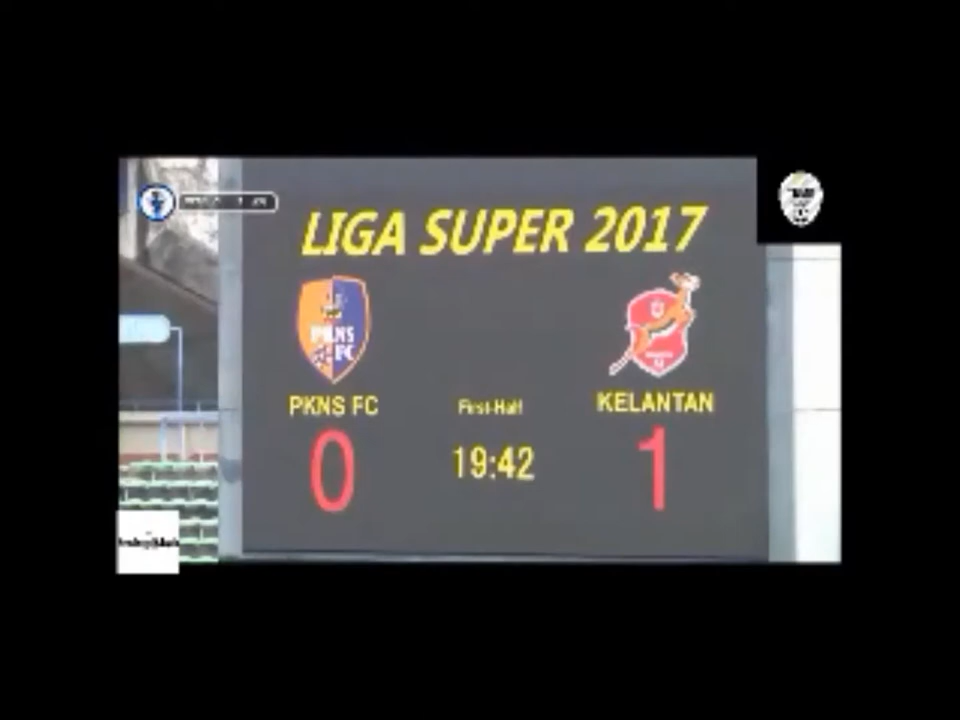 LIGA SUPER 2017
PKNS
FC
PKNS FC
First-Half
KELANTAN
0
19:42
1